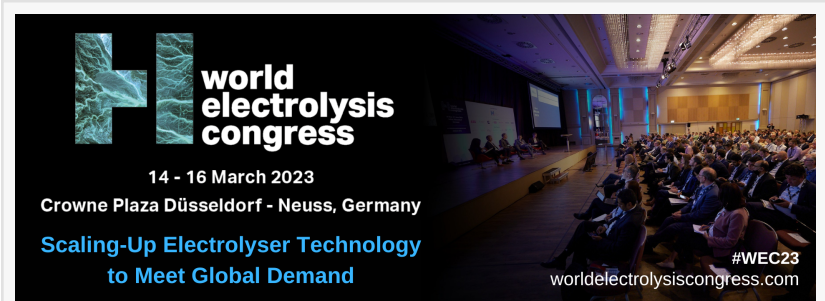 world
electrolysis
congress
14 - 16 March 2023
Crowne Plaza Düsseldorf - Neuss, Germany
Scaling-Up Electrolyser Technology
to Meet Global Demand
#WEC23
worldelectrolysiscongress.com